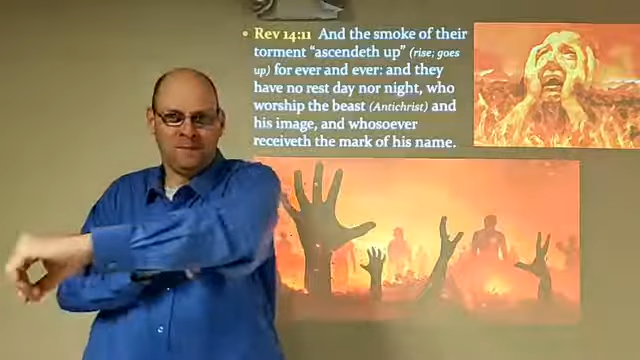 • Rev 14:11 And the smoke of their
torment “ascendeth up” (rise; goes
up) for ever and ever: and they
have no rest day nor night, who
worship the beast (Antichrist) and
his image, and whosoever
receiveth the mark of his name.